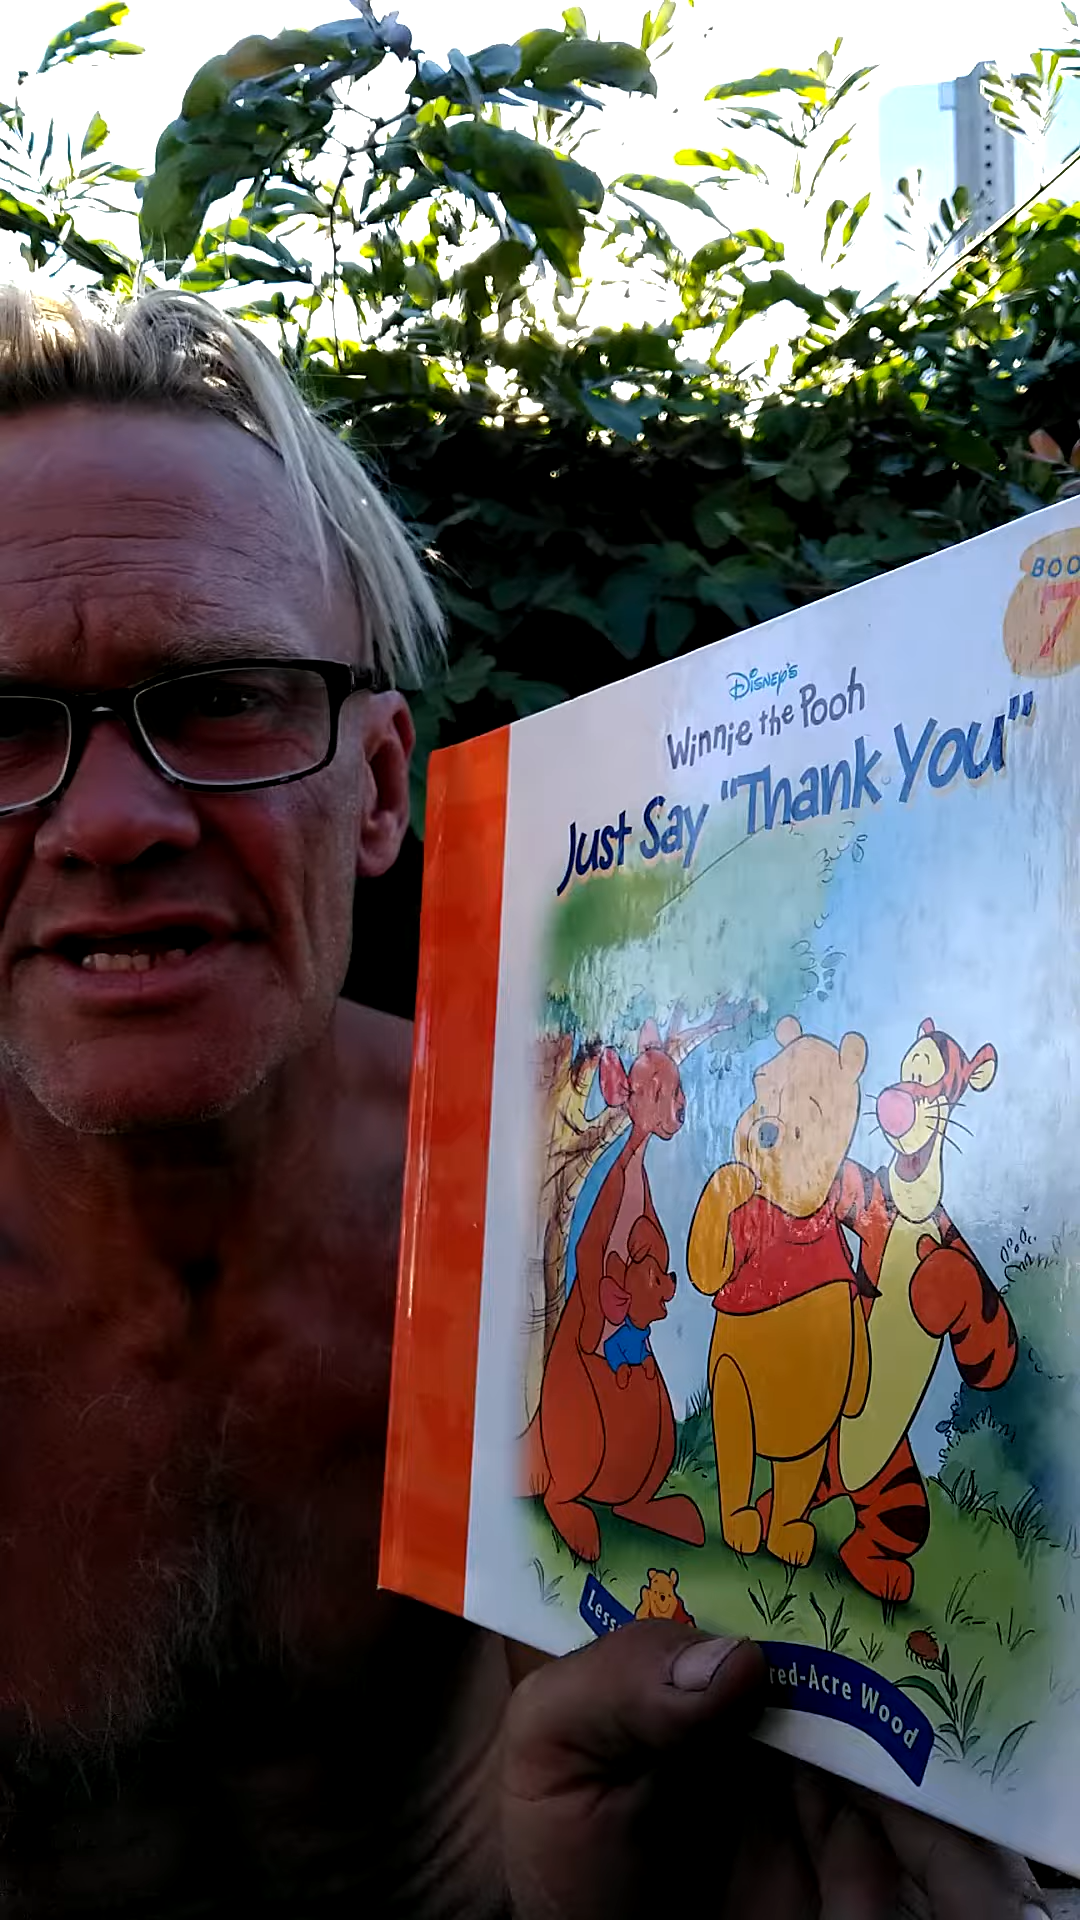 BOO
7
Disney's
Winnie the Pooh
Just Say "Thank You"
Less
red-Acre Wood